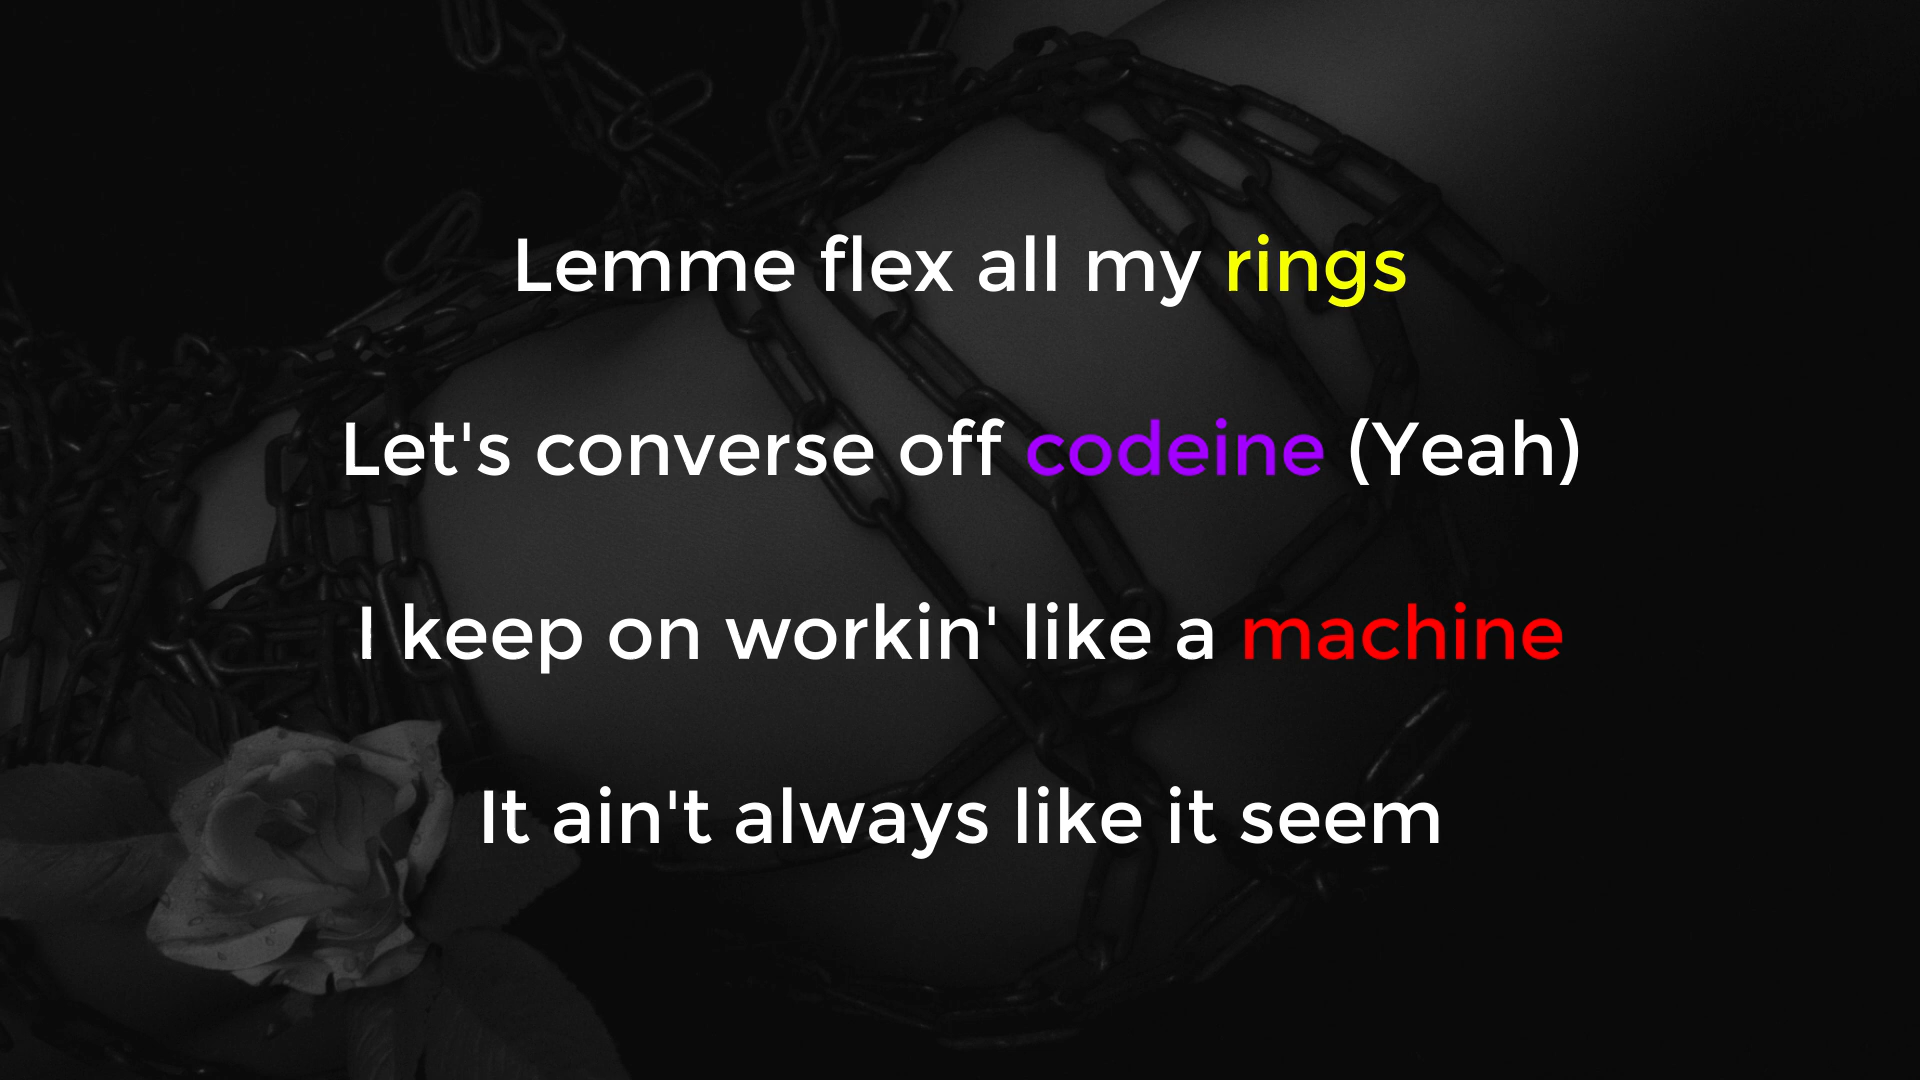 Lemme flex all my rings
Let's converse off codeine (Yeah)
I keep on workin' like a machine
It ain't always like it seem